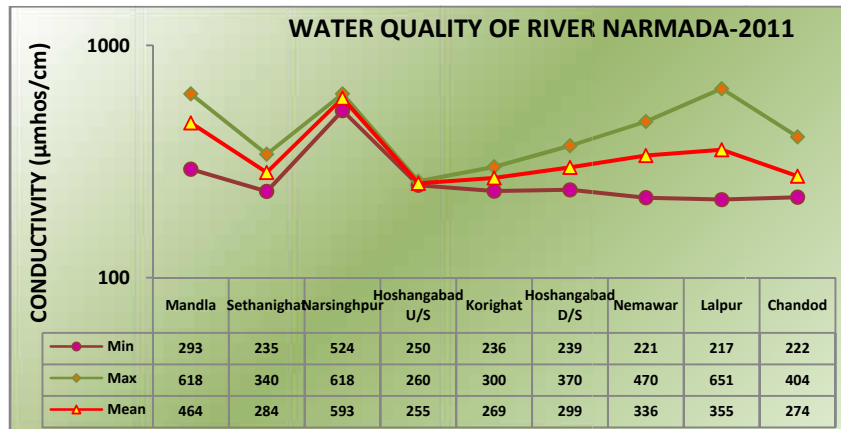 WATER QUALITY OF RIVER NARMADA-2011
CONDUCTIVITY (µmhos/cm)
1000
100
Mandla Sethanighat Narsinghpur Hoshangabad U/S Korighat Hoshangabad D/S Nemawar Lalpur Chandod
Min 293 235 524 250 236 239 221 217 222
Max 618 340 618 260 300 370 470 651 404
Mean 464 284 593 255 269 299 336 355 274